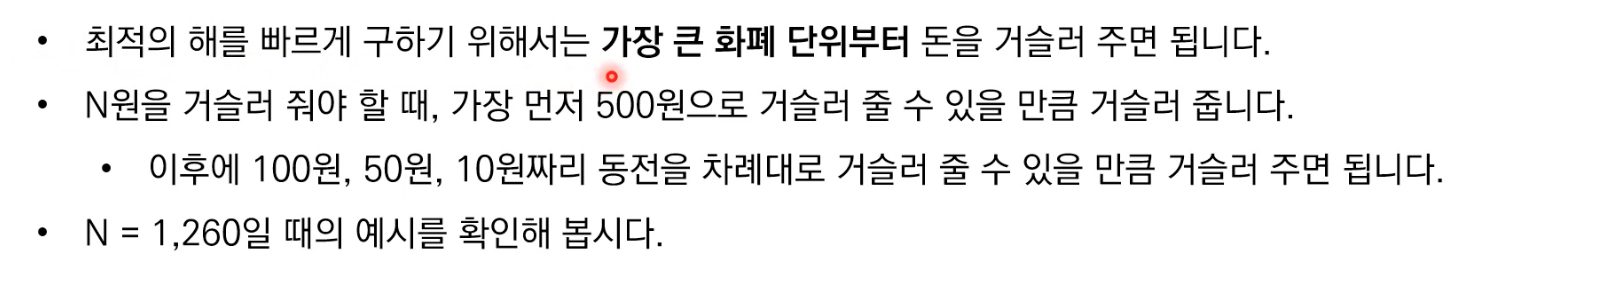 • 최적의 해를 빠르게 구하기 위해서는 가장 큰 화폐 단위부터 돈을 거슬러 주면 됩니다.
• N원을 거슬러 줘야 할 때, 가장 먼저 500원으로 거슬러 줄 수 있을 만큼 거슬러 줍니다.
• 이후에 100원, 50원, 10원짜리 동전을 차례대로 거슬러 줄 수 있을 만큼 거슬러 주면 됩니다.
• N = 1,260일 때의 예시를 확인해 봅시다.